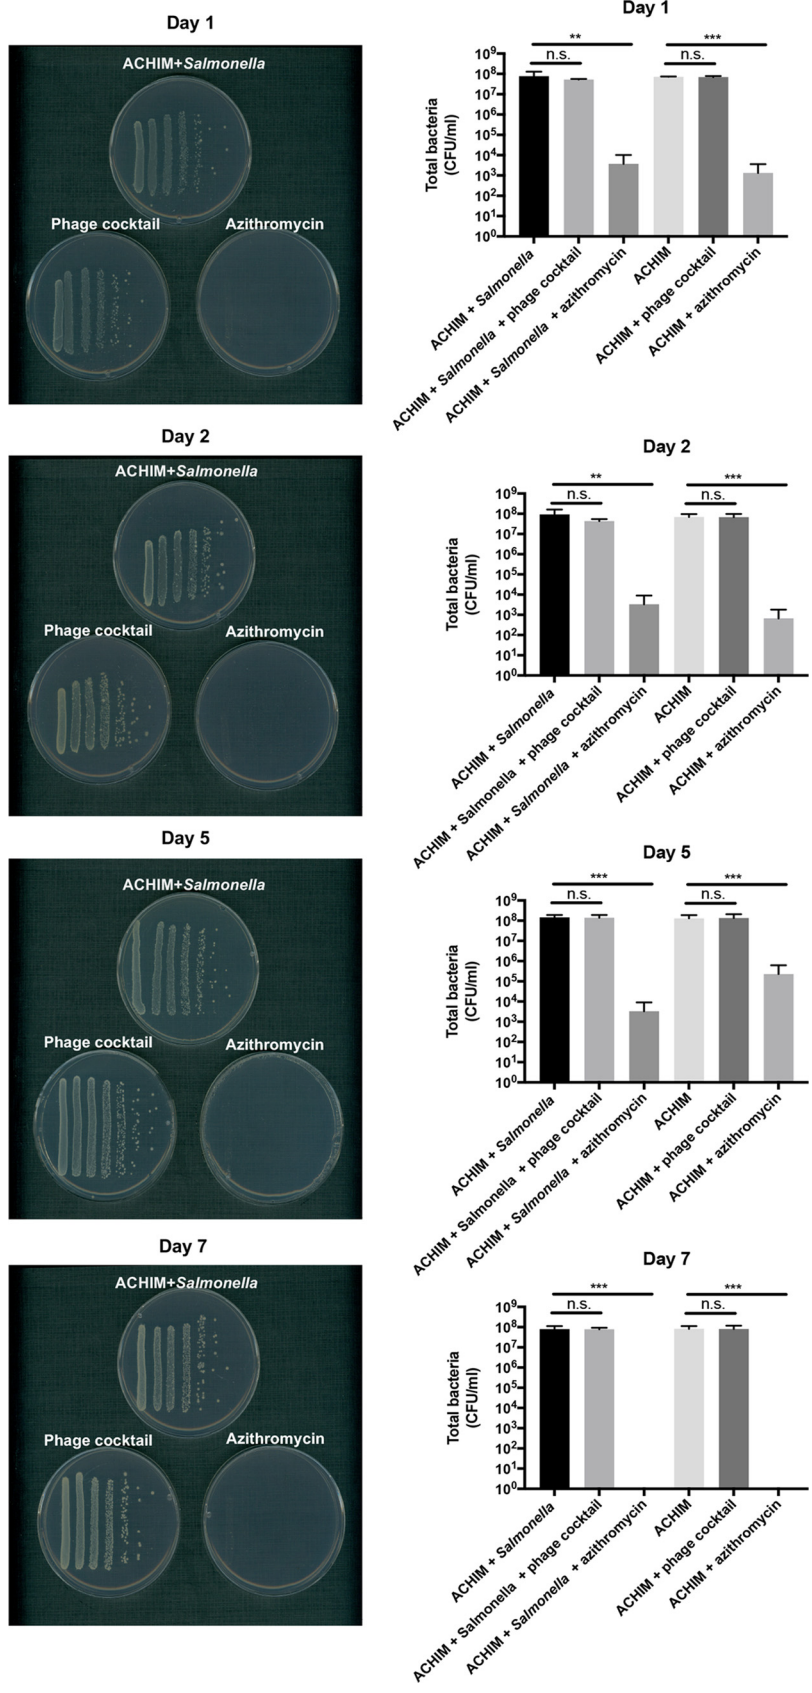 Day 1
ACHIM+Salmonella
Phage cocktail
Azithromycin
Day 1
**
***
n.s.
n.s.
Total bacteria
(CFU/ml)
10⁹
10⁸
10⁷
10⁶
10⁵
10⁴
10³
10²
10¹
10⁰
ACHIM + Salmonella
ACHIM + Salmonella + phage cocktail
ACHIM + Salmonella + azithromycin
ACHIM
ACHIM + phage cocktail
ACHIM + azithromycin
Day 2
ACHIM+Salmonella
Phage cocktail
Azithromycin
Day 2
**
***
n.s.
n.s.
Total bacteria
(CFU/ml)
10⁹
10⁸
10⁷
10⁶
10⁵
10⁴
10³
10²
10¹
10⁰
ACHIM + Salmonella
ACHIM + Salmonella + phage cocktail
ACHIM + Salmonella + azithromycin
ACHIM
ACHIM + phage cocktail
ACHIM + azithromycin
Day 5
ACHIM+Salmonella
Phage cocktail
Azithromycin
Day 5
***
***
n.s.
n.s.
Total bacteria
(CFU/ml)
10⁹
10⁸
10⁷
10⁶
10⁵
10⁴
10³
10²
10¹
10⁰
ACHIM + Salmonella
ACHIM + Salmonella + phage cocktail
ACHIM + Salmonella + azithromycin
ACHIM
ACHIM + phage cocktail
ACHIM + azithromycin
Day 7
ACHIM+Salmonella
Phage cocktail
Azithromycin
Day 7
***
***
n.s.
n.s.
Total bacteria
(CFU/ml)
10⁹
10⁸
10⁷
10⁶
10⁵
10⁴
10³
10²
10¹
10⁰
ACHIM + Salmonella
ACHIM + Salmonella + phage cocktail
ACHIM + Salmonella + azithromycin
ACHIM
ACHIM + phage cocktail
ACHIM + azithromycin